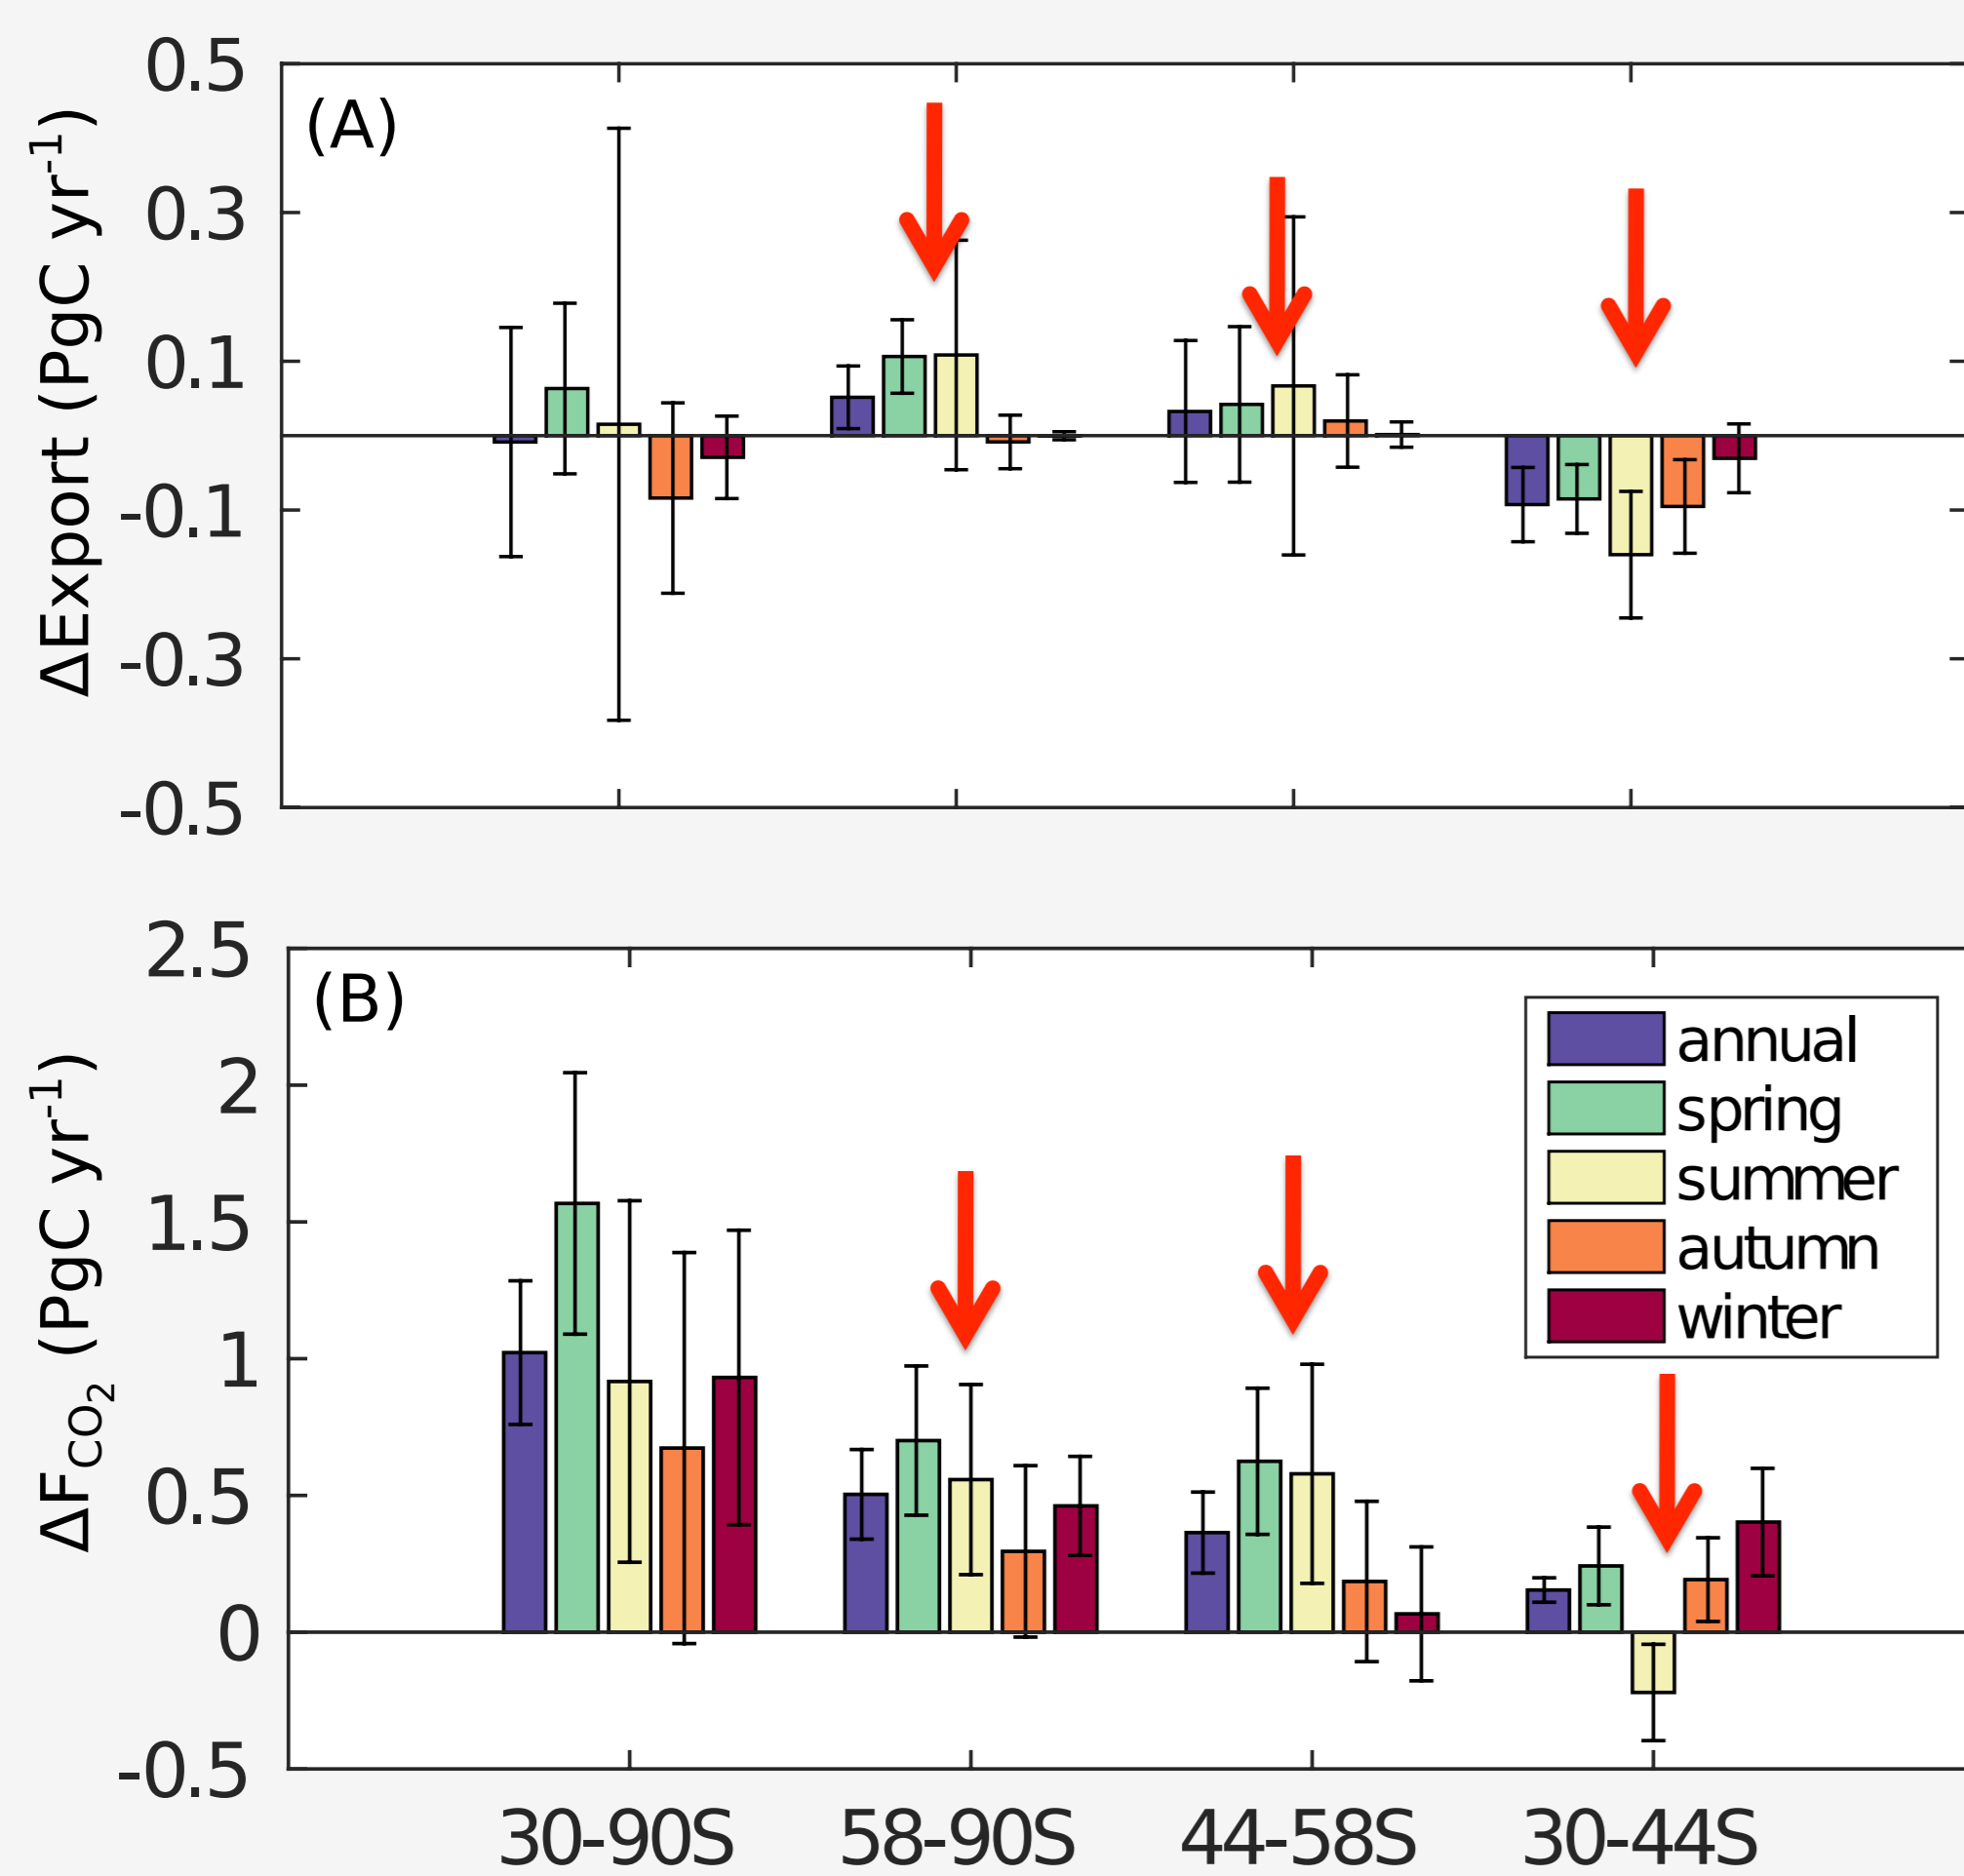 (A)
ΔExport (PgC yr-1)
0.5
0.3
0.1
-0.1
-0.3
-0.5
(B)
ΔFCO2 (PgC yr-1)
2.5
2
1.5
1
0.5
0
-0.5
annual
spring
summer
autumn
winter
30-90S 58-90S 44-58S 30-44S